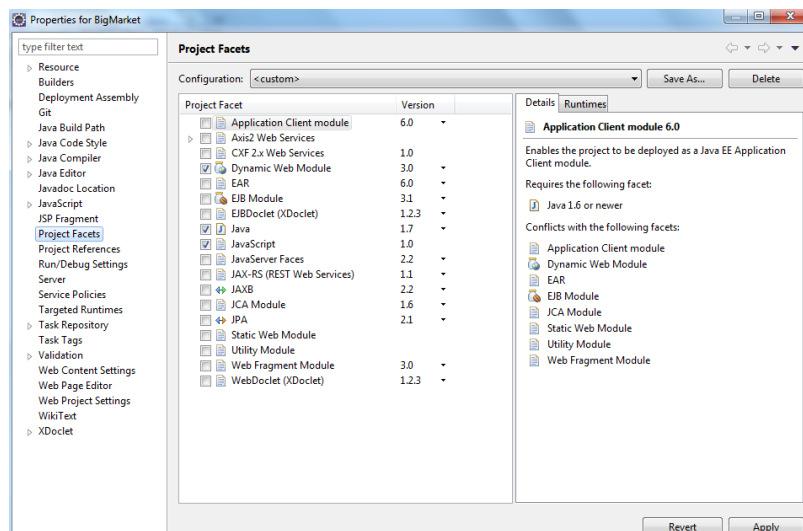 Properties for BigMarket
type filter text
Resource
Builders
Deployment Assembly
Git
Java Build Path
Java Code Style
Java Compiler
Java Editor
Javadoc Location
JavaScript
JSP Fragment
Project Facets
Project References
Run/Debug Settings
Server
Service Policies
Targeted Runtimes
Task Repository
Task Tags
Validation
Web Content Settings
Web Page Editor
Web Project Settings
WikiText
XDoclet
Project Facets
Configuration: <custom> Save As... Delete
Project Facet Version
Application Client module 6.0
Axis2 Web Services
CXF 2.x Web Services 1.0
Dynamic Web Module 3.0
EAR 6.0
EJB Module 3.1
EJBDoclet (XDoclet) 1.2.3
Java 1.7
JavaScript 1.0
JavaServer Faces 2.2
JAX-RS (REST Web Services) 1.1
JAXB 2.2
JCA Module 1.6
JPA 2.1
Static Web Module
Utility Module
Web Fragment Module 3.0
WebDoclet (XDoclet) 1.2.3
Details Runtimes
Application Client module 6.0
Enables the project to be deployed as a Java EE Application
Client module.
Requires the following facet:
Java 1.6 or newer
Conflicts with the following facets:
Application Client module
Dynamic Web Module
EAR
EJB Module
JCA Module
Static Web Module
Utility Module
Web Fragment Module
Revert Apply